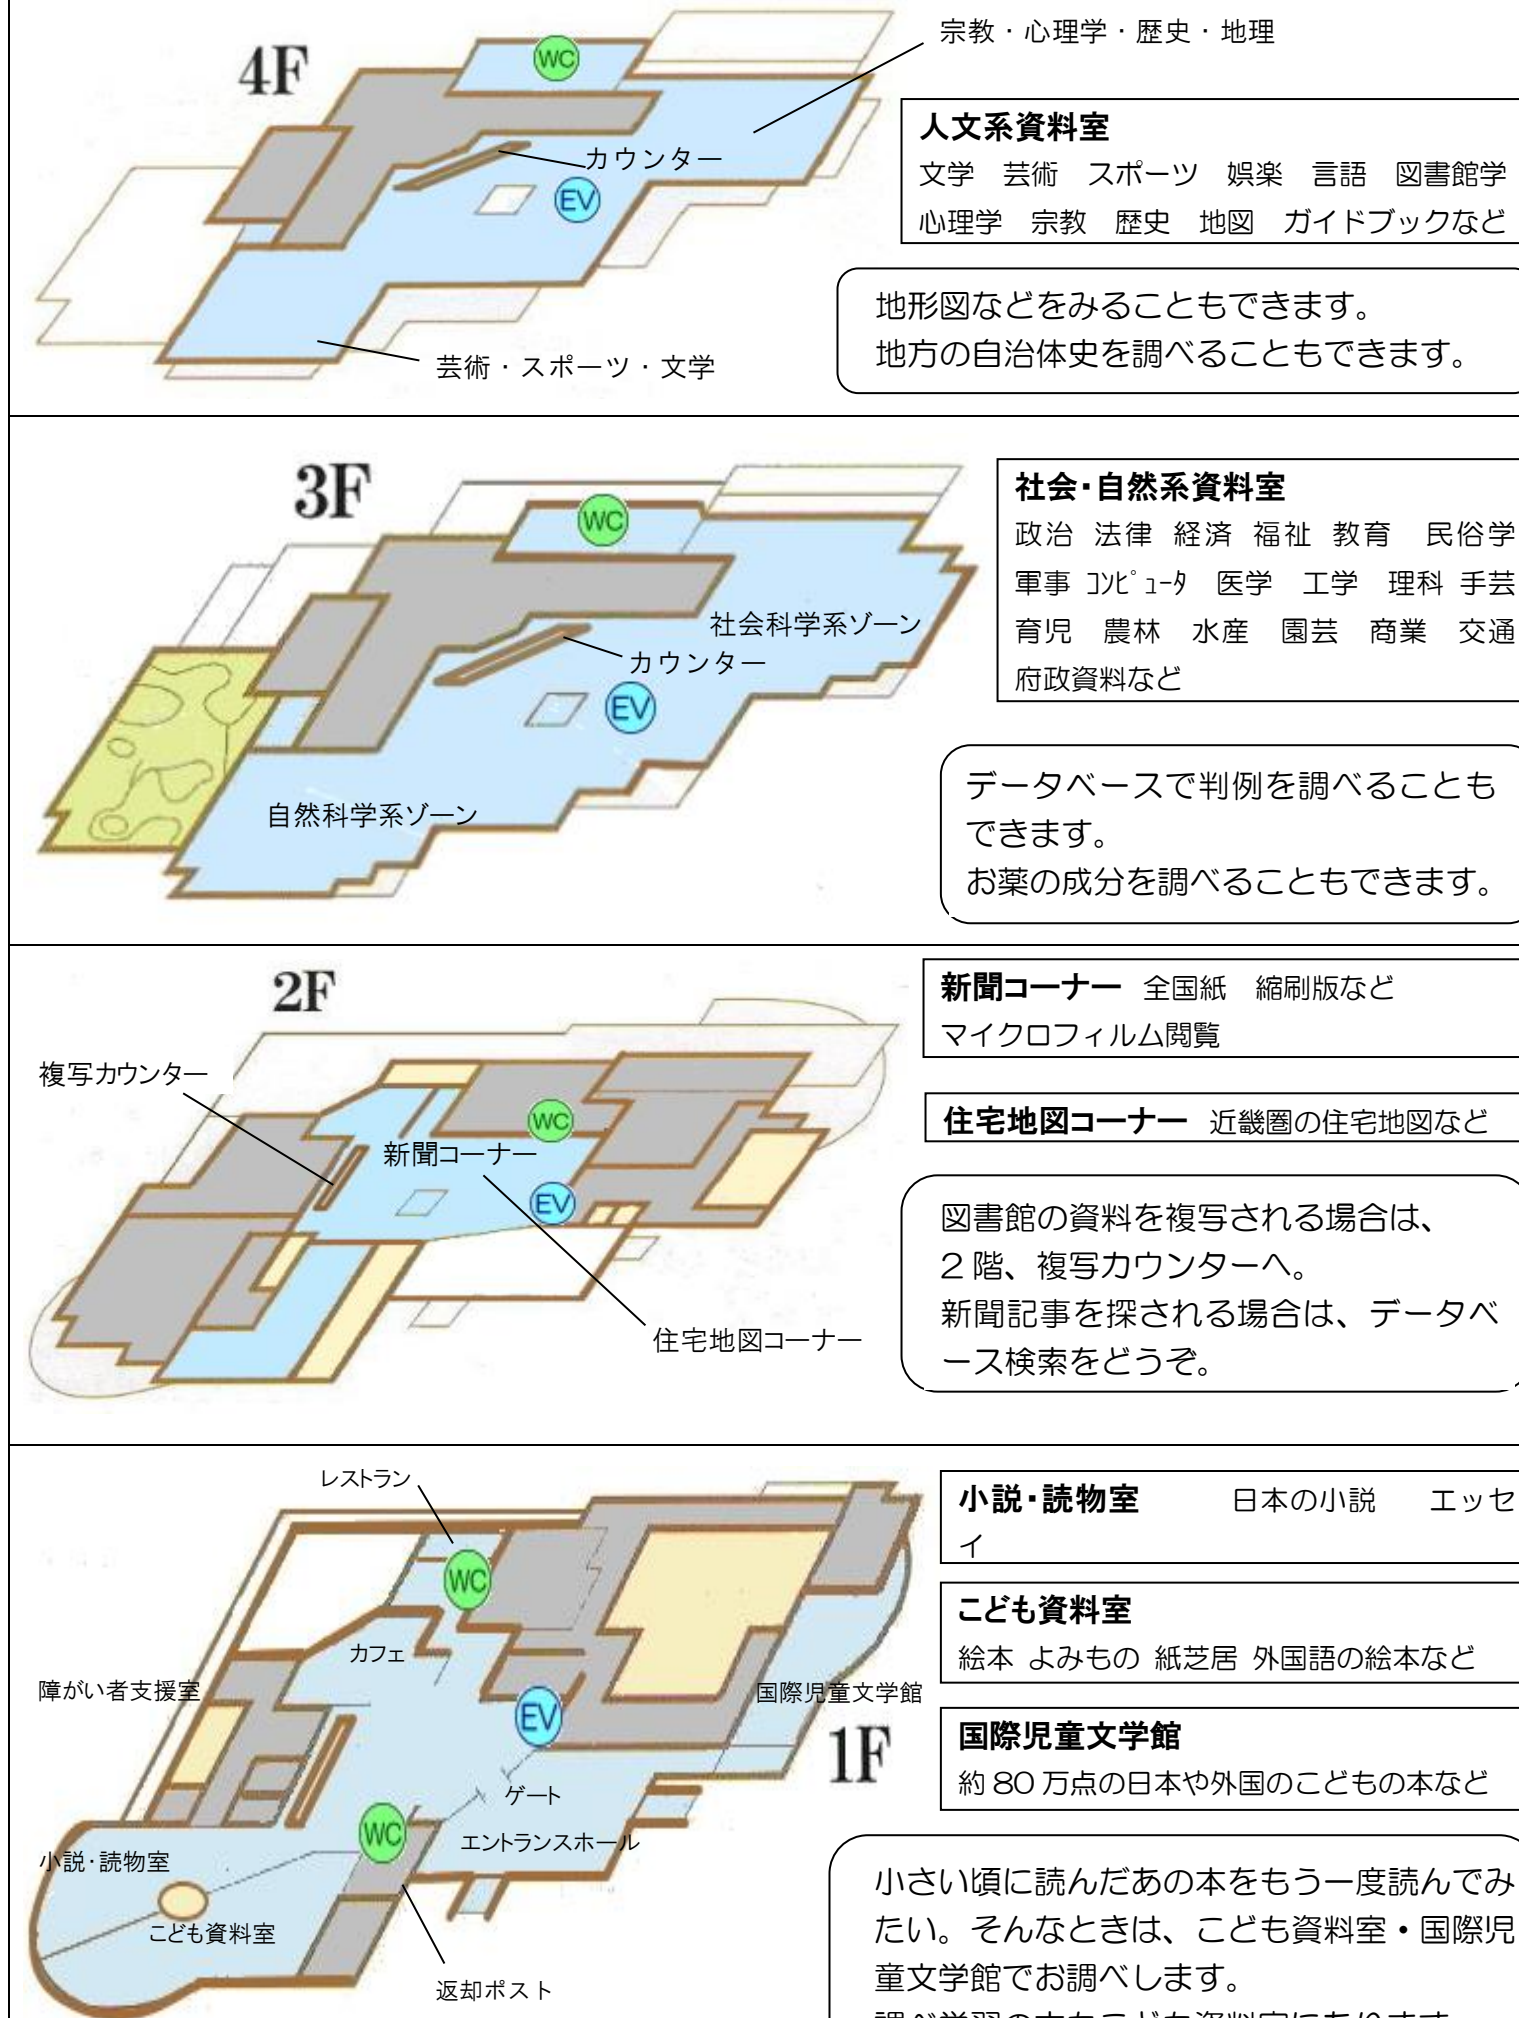 4F
WC
宗教・心理学・歴史・地理
カウンター
EV
芸術・スポーツ・文学
人文系資料室
文学　芸術　スポーツ　娯楽　言語　図書館学
心理学　宗教　歴史　地図　ガイドブックなど
地形図などをみることもできます。
地方の自治体史を調べることもできます。
3F
WC
社会科学系ゾーン
カウンター
EV
自然科学系ゾーン
社会・自然系資料室
政治 法律 経済 福祉 教育　民俗学
軍事 ｺﾝﾋﾟｭｰﾀ　医学　工学　理科 手芸
育児　農林　水産　園芸　商業　交通
府政資料など
データベースで判例を調べることも
できます。
お薬の成分を調べることもできます。
2F
複写カウンター
WC
新聞コーナー
EV
住宅地図コーナー
新聞コーナー 全国紙　縮刷版など
マイクロフィルム閲覧
住宅地図コーナー 近畿圏の住宅地図など
図書館の資料を複写される場合は、
２階、複写カウンターへ。
新聞記事を探される場合は、データベ
ース検索をどうぞ。
レストラン
WC
カフェ
障がい者支援室
国際児童文学館
EV
1F
ゲート
WC
エントランスホール
小説・読物室
こども資料室
返却ポスト
小説・読物室　　日本の小説　エッセ
イ
こども資料室
絵本 よみもの 紙芝居 外国語の絵本など
国際児童文学館
約80万点の日本や外国のこどもの本など
小さい頃に読んだあの本をもう一度読んでみ
たい。そんなときは、こども資料室・国際児
童文学館でお調べします。
調べ学習の本もこども資料室にあります。